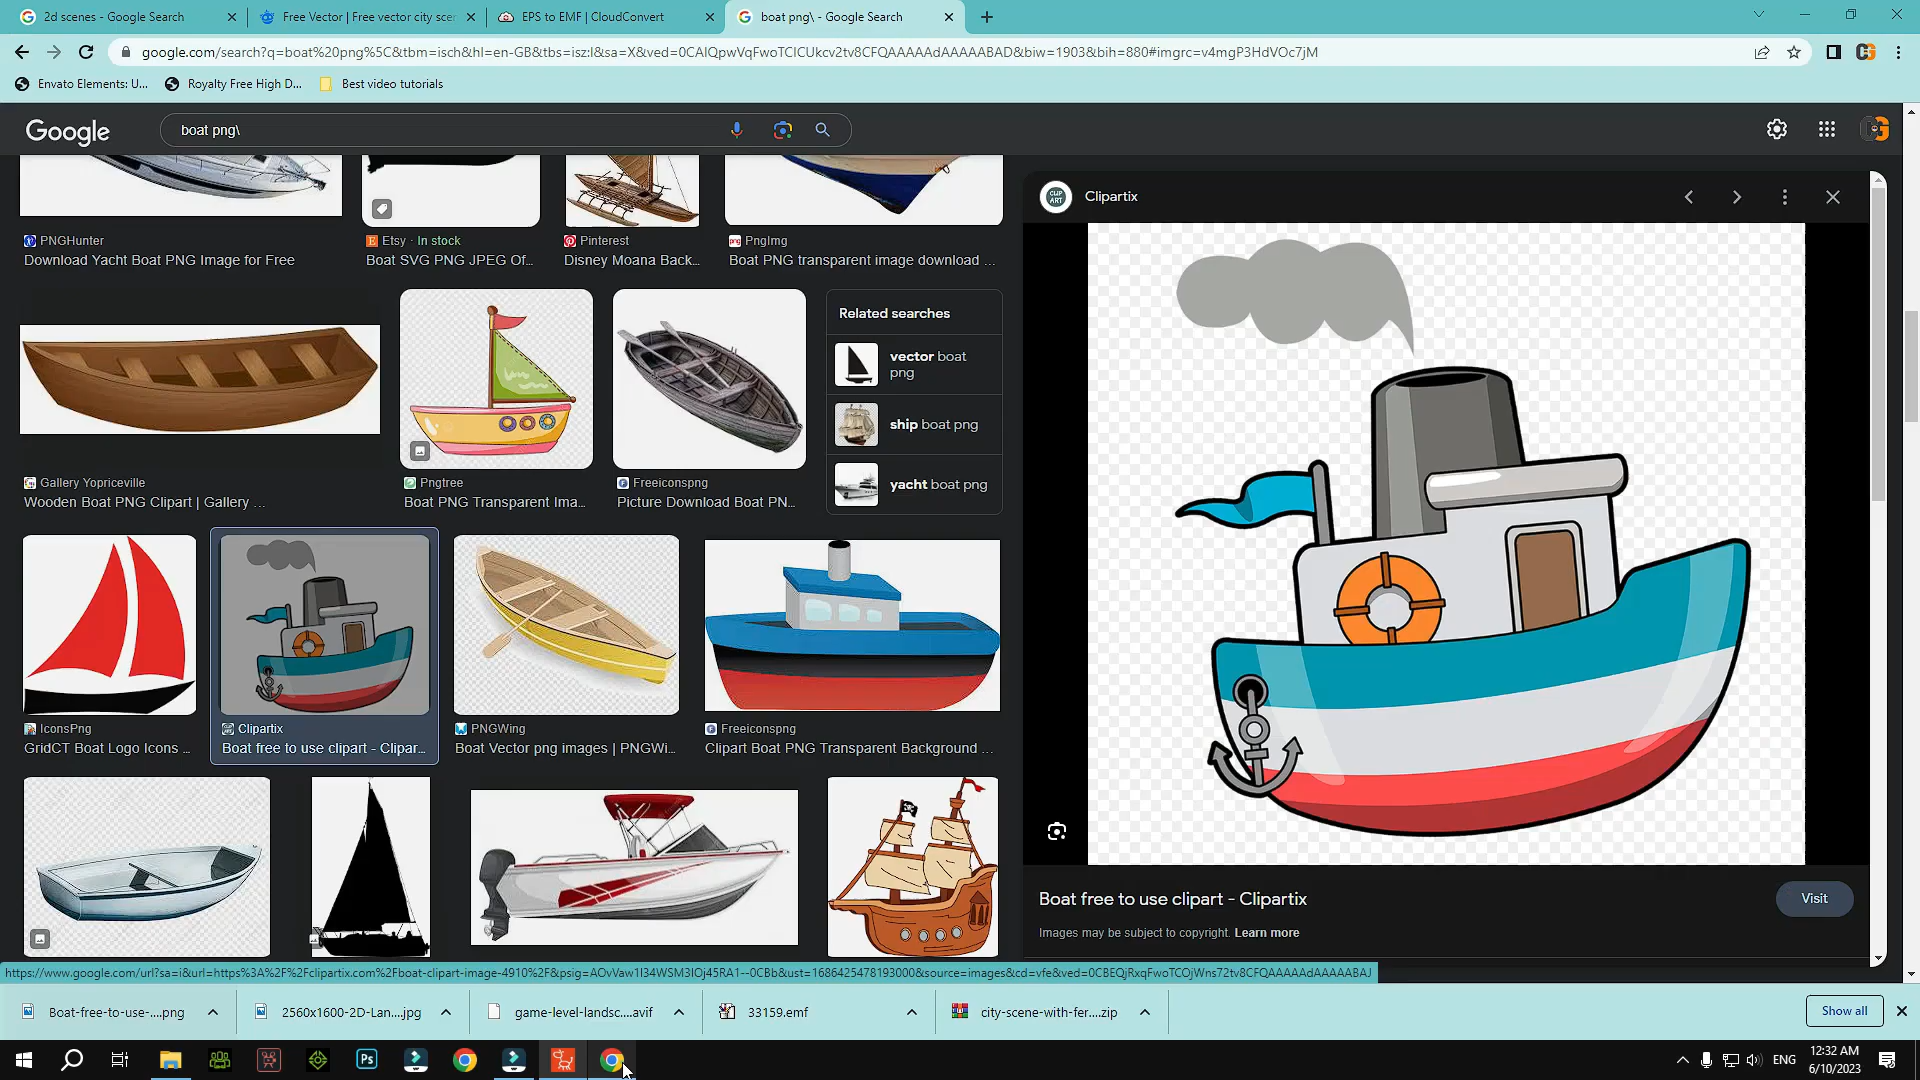 2d scenes - Google Search
Free Vector | Free vector city scen
EPS to EMF | CloudConvert
boat png\ - Google Search
google.com/search?q=boat%20png%5C&tbm=isch&hl=en-GB&tbs=isz:l&sa=X&ved=0CAIQpwVqFwoTCICUkcv2tv8CFQAAAAAdAAAAABAD&biw=1903&bih=880#imgrc=v4mgP3HdVOc7jM
Envato Elements: U...
Royalty Free High D...
Best video tutorials
Google
boat png\
CLIP
ART
Clipartix
PNGHunter
Download Yacht Boat PNG Image for Free
Etsy · In stock
Boat SVG PNG JPEG Of...
Pinterest
Disney Moana Back...
PngImg
Boat PNG transparent image download ...
Related searches
vector boat
png
ship boat png
yacht boat png
Gallery Yopriceville
Wooden Boat PNG Clipart | Gallery ...
Pngtree
Boat PNG Transparent Ima...
Freeiconspng
Picture Download Boat PN...
IconsPng
GridCT Boat Logo Icons ...
Clipartix
Boat free to use clipart - Clipar...
PNGWing
Boat Vector png images | PNGWi...
Freeiconspng
Clipart Boat PNG Transparent Background ...
Boat free to use clipart - Clipartix
Visit
Images may be subject to copyright. Learn more
https://www.google.com/url?sa=i&url=https%3A%2F%2Fclipartix.com%2Fboat-clipart-image-4910%2F&psig=AOvVaw1I34WSM3IOj45RA1--0CBb&ust=1686425478193000&source=images&cd=vfe&ved=0CBEQjRxqFwoTCOjWns72tv8CFQAAAAAdAAAAABAJ
Boat-free-to-use-....png
2560x1600-2D-Lan....jpg
game-level-landsc....avif
33159.emf
city-scene-with-fer....zip
Show all
Ps
ENG
12:32 AM
6/10/2023